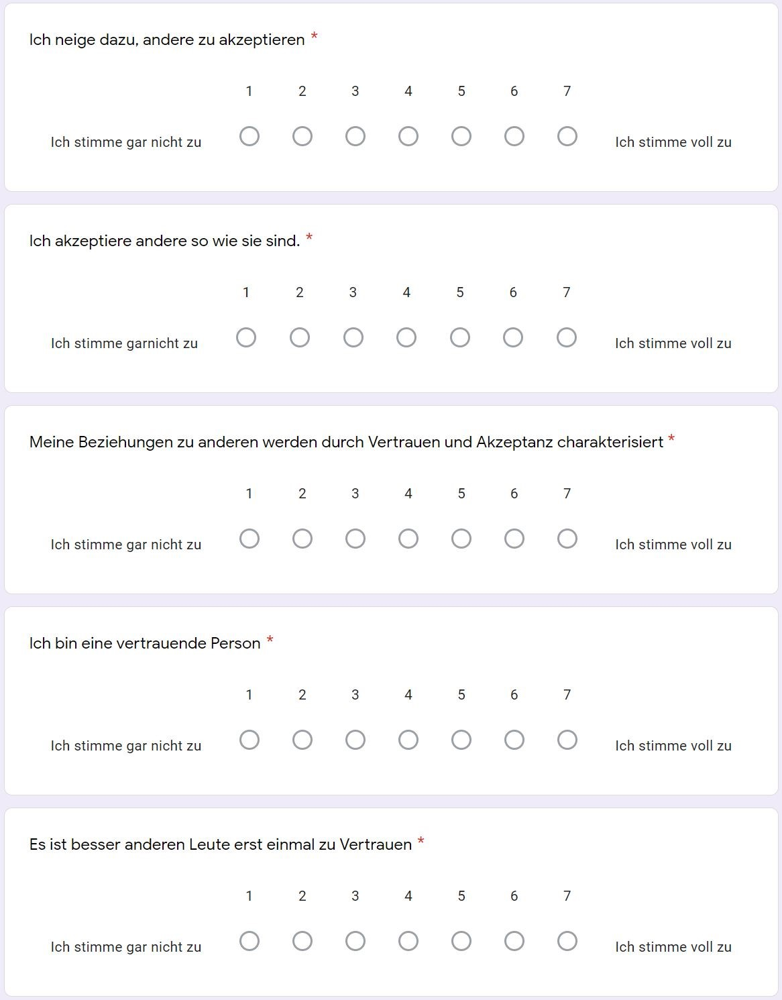 Ich neige dazu, andere zu akzeptieren *
1 2 3 4 5 6 7
Ich stimme gar nicht zu Ich stimme voll zu
Ich akzeptiere andere so wie sie sind. *
1 2 3 4 5 6 7
Ich stimme garnicht zu Ich stimme voll zu
Meine Beziehungen zu anderen werden durch Vertrauen und Akzeptanz charakterisiert *
1 2 3 4 5 6 7
Ich stimme gar nicht zu Ich stimme voll zu
Ich bin eine vertrauende Person *
1 2 3 4 5 6 7
Ich stimme gar nicht zu Ich stimme voll zu
Es ist besser anderen Leute erst einmal zu Vertrauen *
1 2 3 4 5 6 7
Ich stimme gar nicht zu Ich stimme voll zu